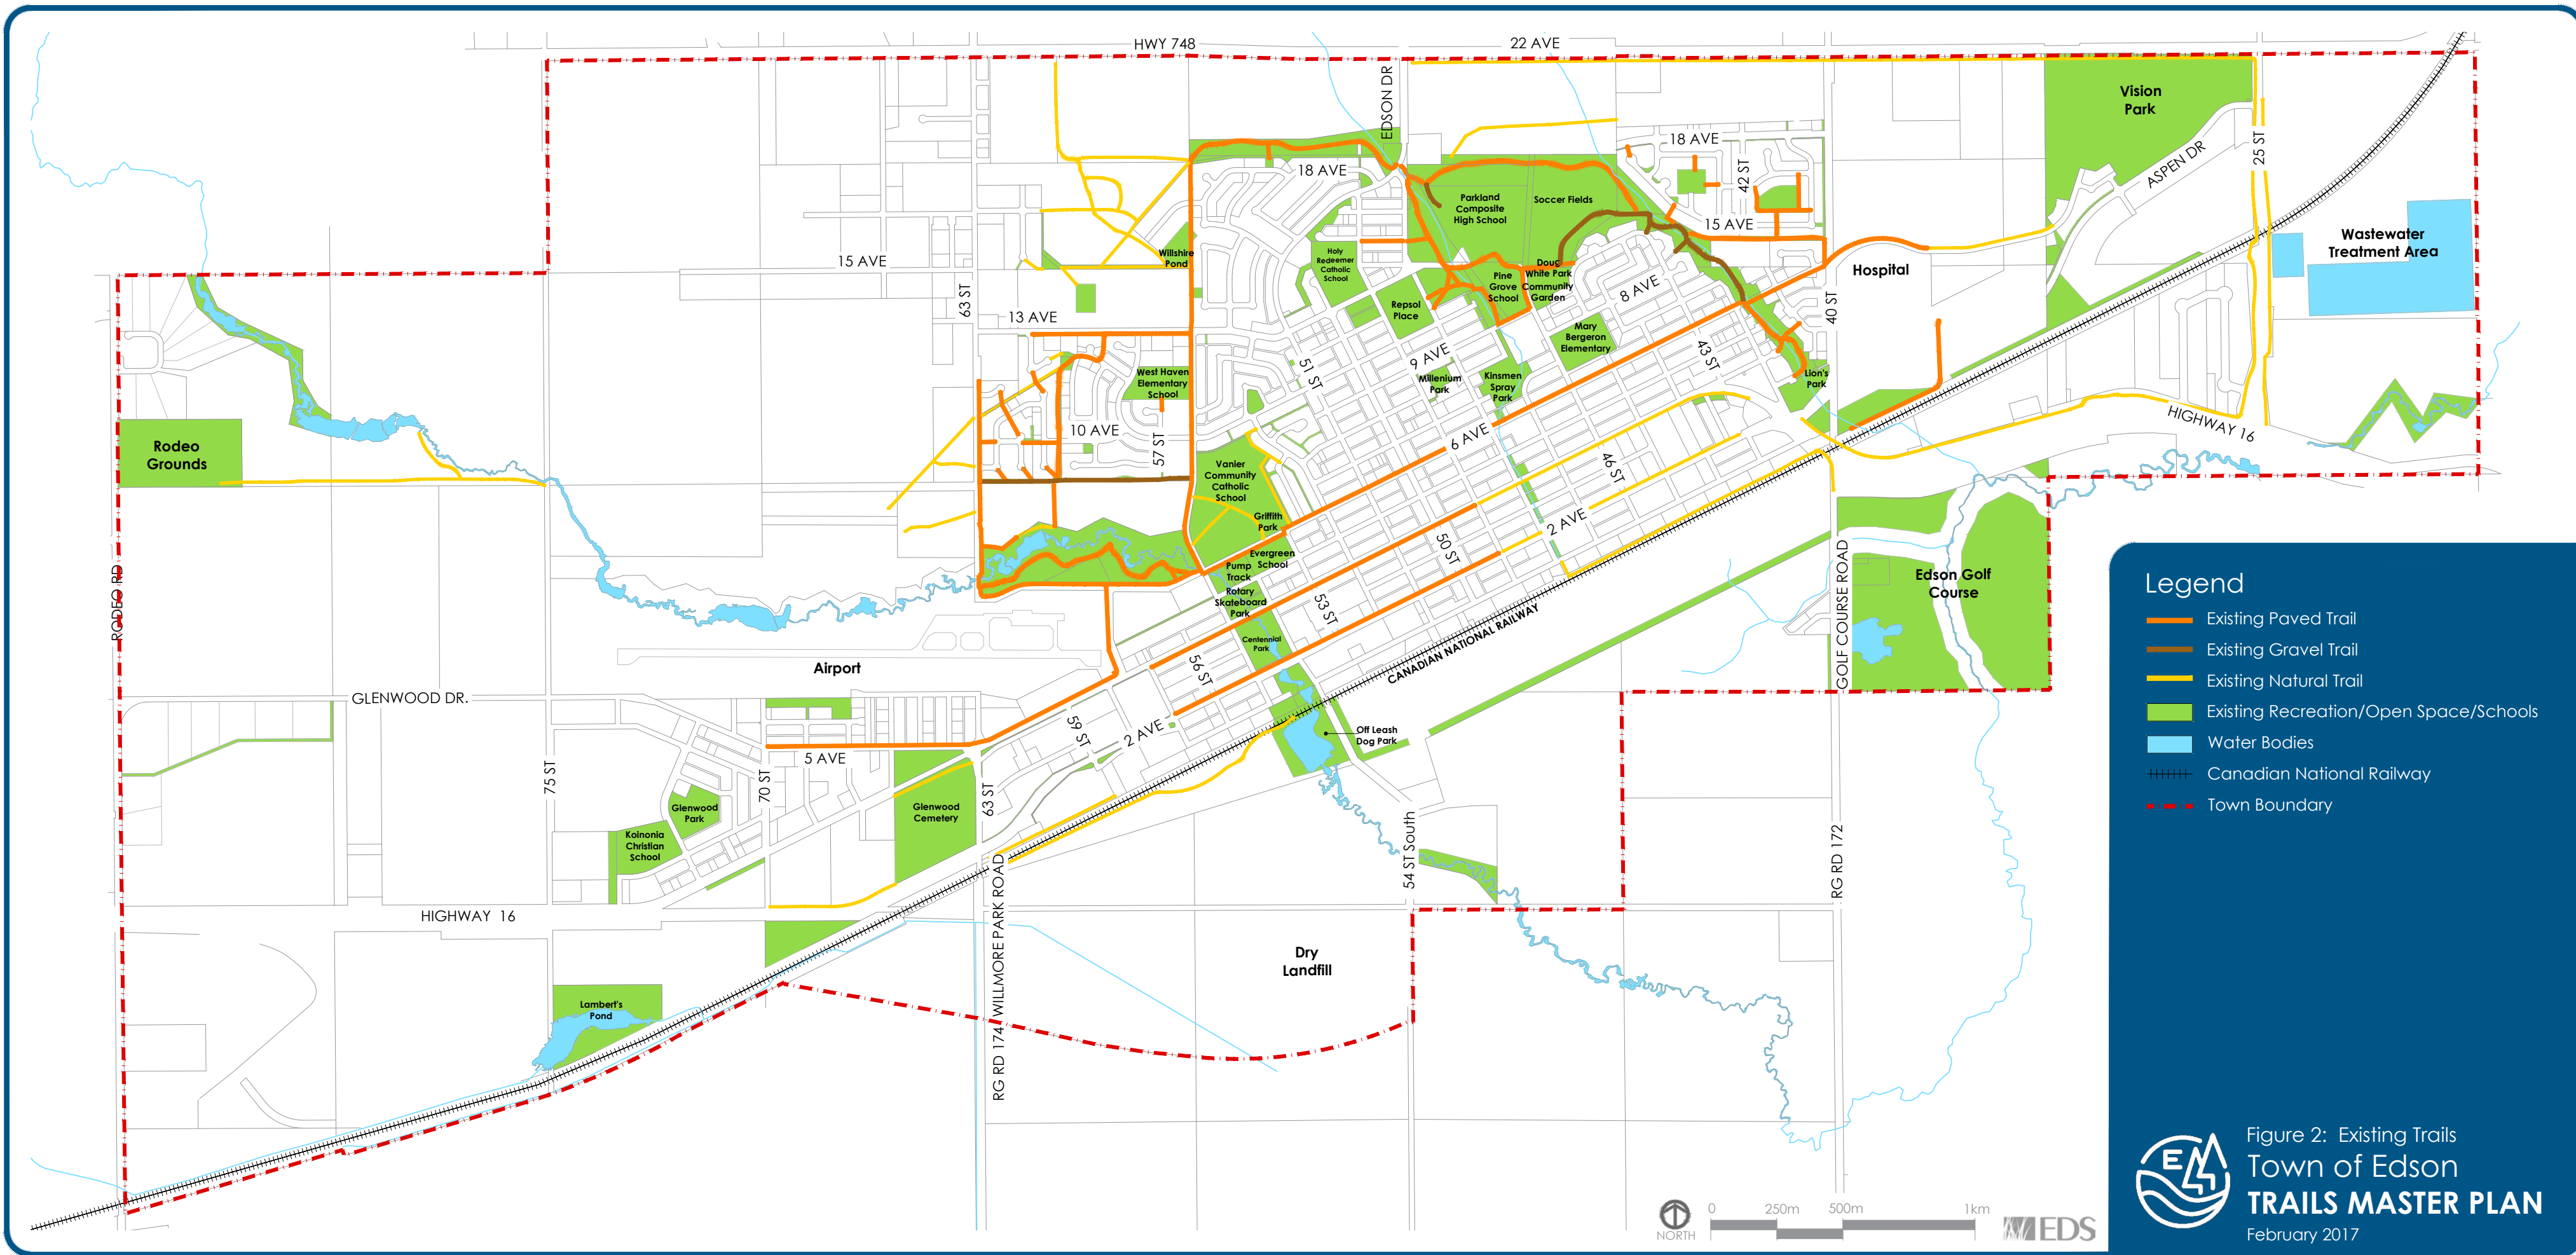 HWY 748
22 AVE
EDSON DR
Vision
Park
18 AVE
18 AVE
42 ST
25 ST
ASPEN DR
Parkland
Composite
High School
Soccer Fields
15 AVE
Wastewater
Treatment Area
Willshire
Pond
Holy
Redeemer
Catholic
School
15 AVE
Hospital
63 ST
Pine
Grove
School
Doug
White Park
Community
Garden
8 AVE
Repsol
Place
40 ST
13 AVE
Mary
Bergeron
Elementary
9 AVE
43 ST
51 ST
West Haven
Elementary
School
Millenium
Park
Kinsmen
Spray
Park
Lion's
Park
HIGHWAY 16
10 AVE
57 ST
6 AVE
Rodeo
Grounds
Vanier
Community
Catholic
School
46 ST
Griffith
Park
2 AVE
50 ST
Evergreen
School
Pump
Track
Rotary
Skateboard
Park
53 ST
Edson Golf
Course
GOLF COURSE ROAD
RODEO RD
Centennial
Park
CANADIAN NATIONAL RAILWAY
Airport
56 ST
GLENWOOD DR.
59 ST
2 AVE
Off Leash
Dog Park
5 AVE
75 ST
70 ST
63 ST
Glenwood
Park
Glenwood
Cemetery
Koinonia
Christian
School
54 ST South
RG RD 172
HIGHWAY 16
RG RD 174 WILLMORE PARK ROAD
Dry
Landfill
Lambert's
Pond
Legend
Existing Paved Trail
Existing Gravel Trail
Existing Natural Trail
Existing Recreation/Open Space/Schools
Water Bodies
Canadian National Railway
Town Boundary
NORTH
0 250m 500m 1km
EDS
Figure 2: Existing Trails
Town of Edson
TRAILS MASTER PLAN
February 2017